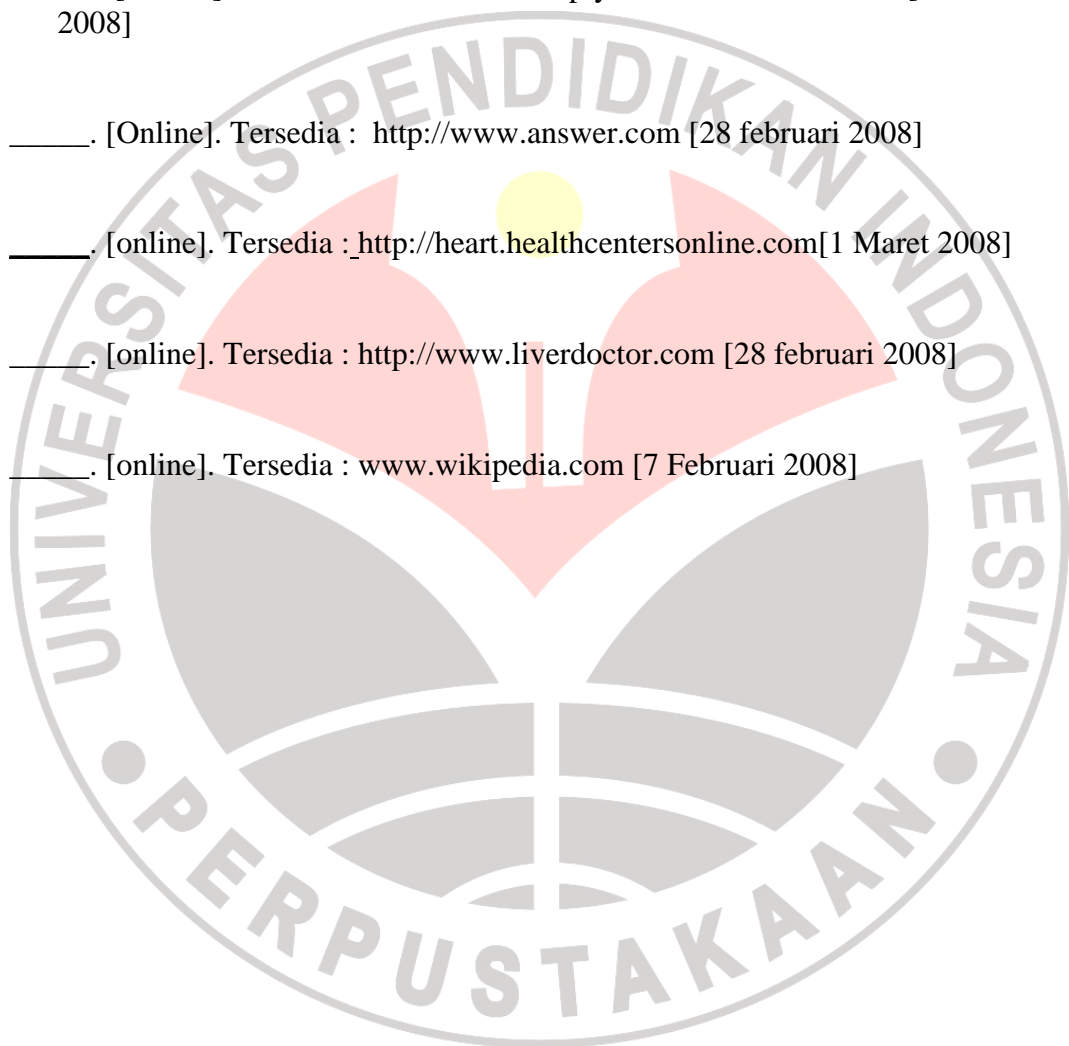 2008]
_____. [Online]. Tersedia : http://www.answer.com [28 februari 2008]
_____. [online]. Tersedia : http://heart.healthcentersonline.com[1 Maret 2008]
_____. [online]. Tersedia : http://www.liverdoctor.com [28 februari 2008]
_____. [online]. Tersedia : www.wikipedia.com [7 Februari 2008]
UNIVERSITAS PENDIDIKAN INDONESIA
PERPUSTAKAAN